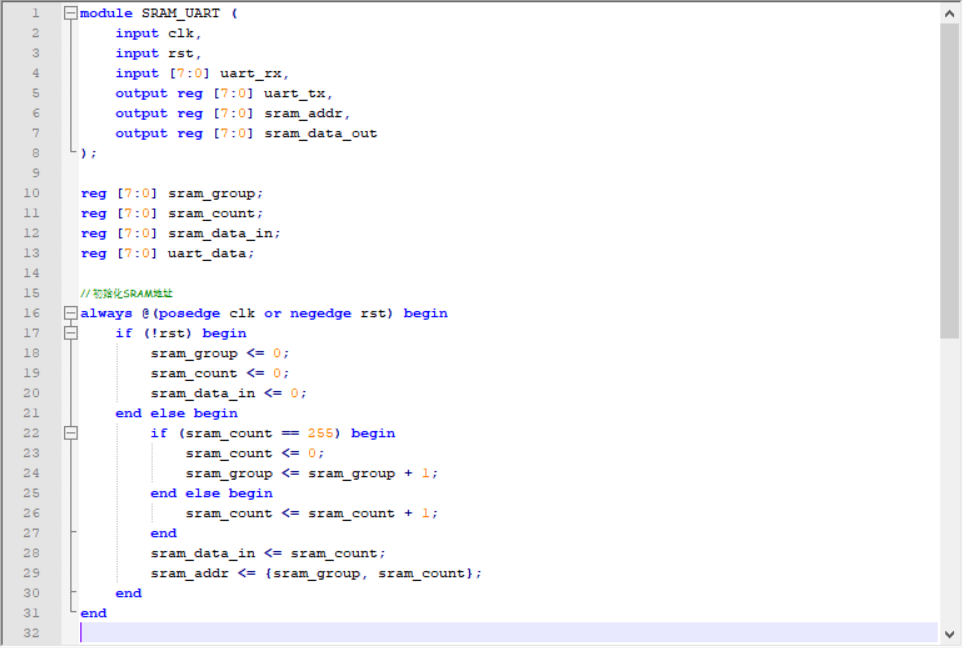 1 module SRAM_UART (
2 input clk,
3 input rst,
4 input [7:0] uart_rx,
5 output reg [7:0] uart_tx,
6 output reg [7:0] sram_addr,
7 output reg [7:0] sram_data_out
8 );
9
10 reg [7:0] sram_group;
11 reg [7:0] sram_count;
12 reg [7:0] sram_data_in;
13 reg [7:0] uart_data;
14
15 //初始化SRAM地址
16 always @(posedge clk or negedge rst) begin
17 if (!rst) begin
18 sram_group <= 0;
19 sram_count <= 0;
20 sram_data_in <= 0;
21 end else begin
22 if (sram_count == 255) begin
23 sram_count <= 0;
24 sram_group <= sram_group + 1;
25 end else begin
26 sram_count <= sram_count + 1;
27 end
28 sram_data_in <= sram_count;
29 sram_addr <= {sram_group, sram_count};
30 end
31 end
32